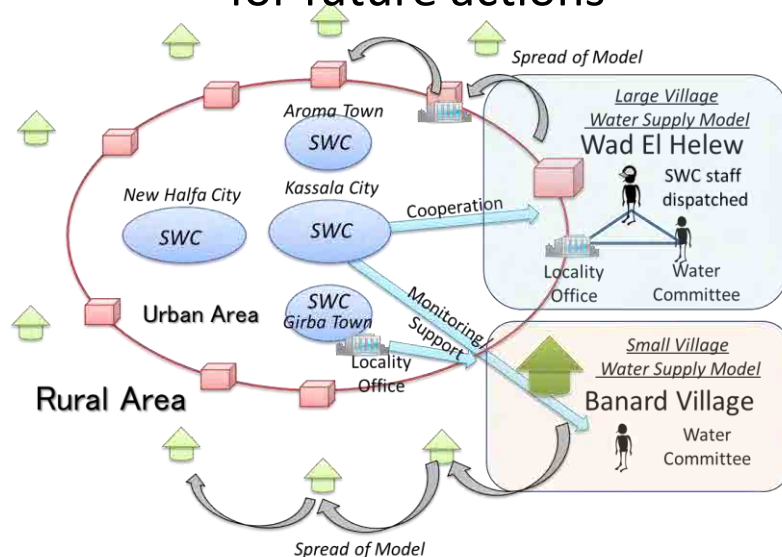 for future actions
Spread of Model
Large Village
Water Supply Model
Wad El Helew
SWC staff
dispatched
Locality
Office
Water
Committee
Aroma Town
SWC
New Halfa City
SWC
Kassala City
SWC
Cooperation
Urban Area
SWC
Girba Town
Monitoring/
Support
Locality
Office
Rural Area
Small Village
Water Supply Model
Banard Village
Water
Committee
Spread of Model